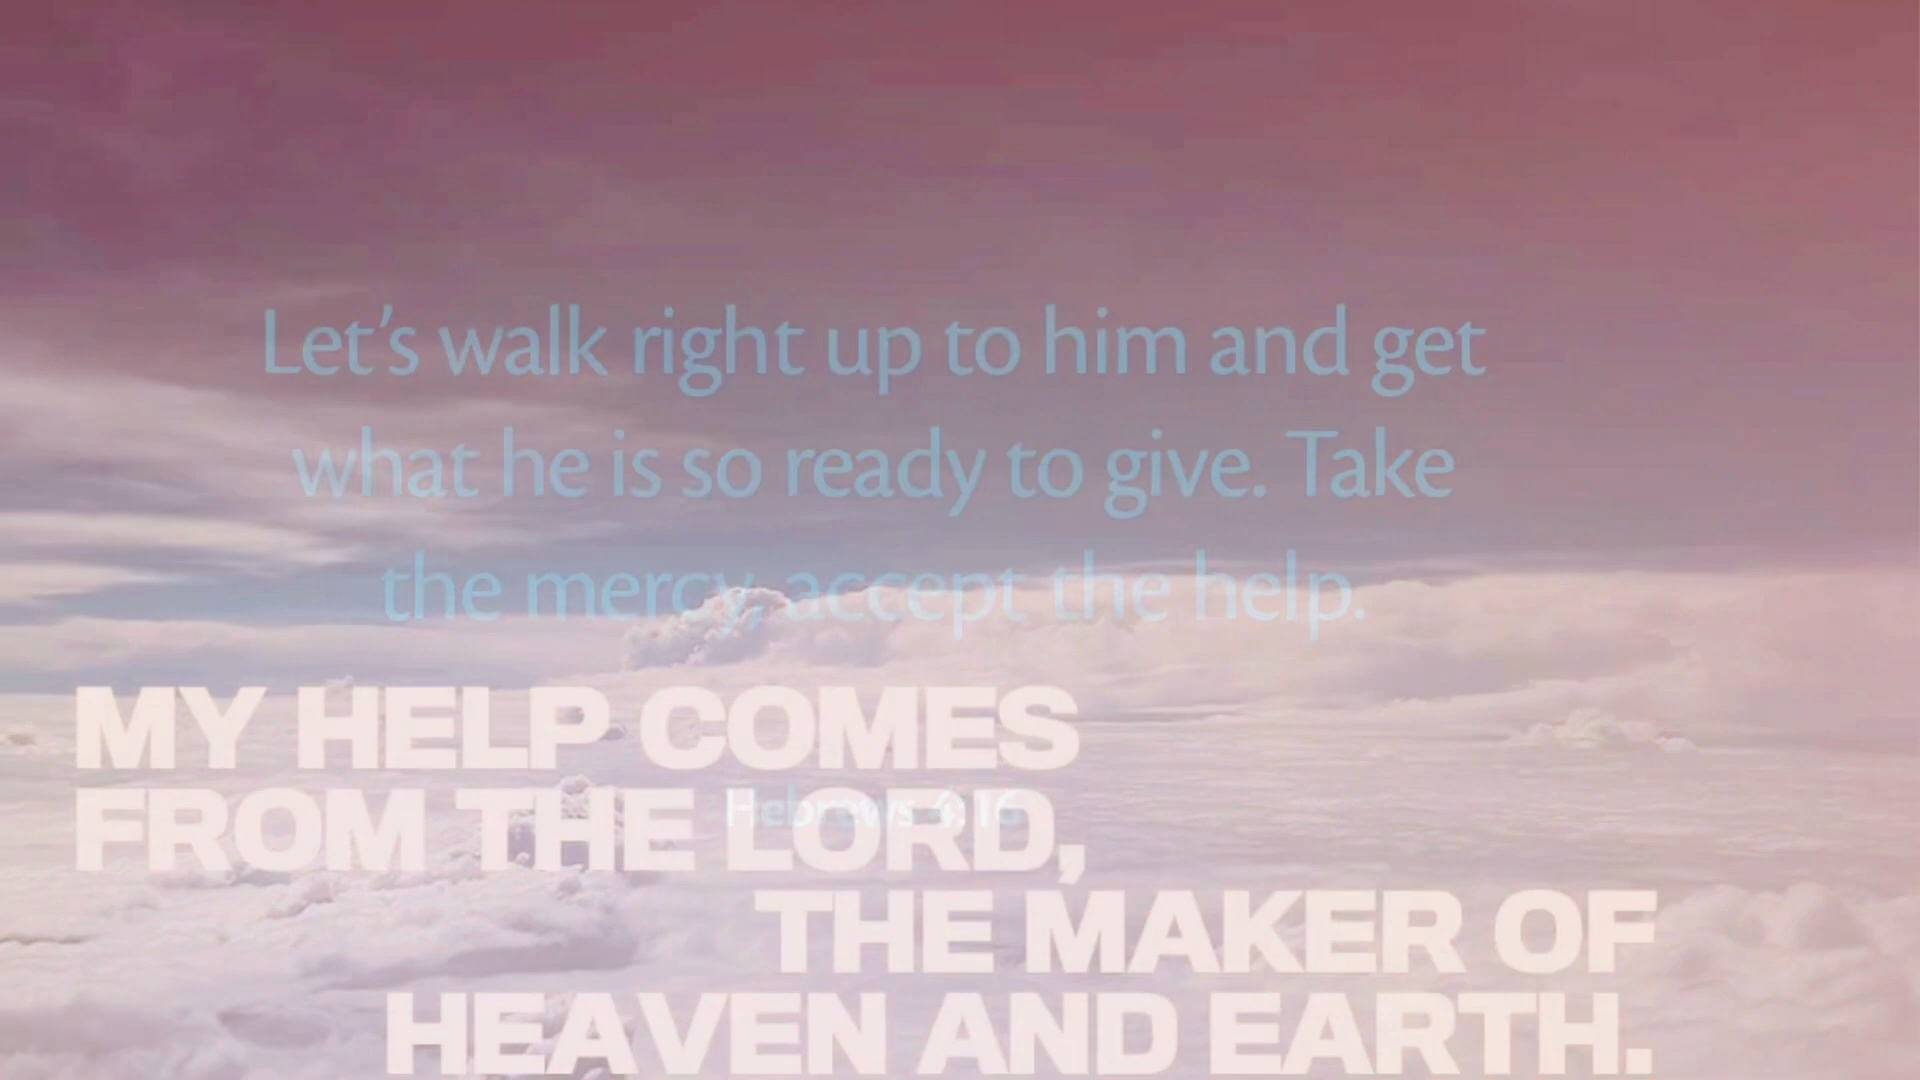 Let's walk right up to him and get
what he is so ready to give. Take
the mercy, accept the help.
Hebrews 4:16
MY HELP COMES
FROM THE LORD,
THE MAKER OF
HEAVEN AND EARTH.